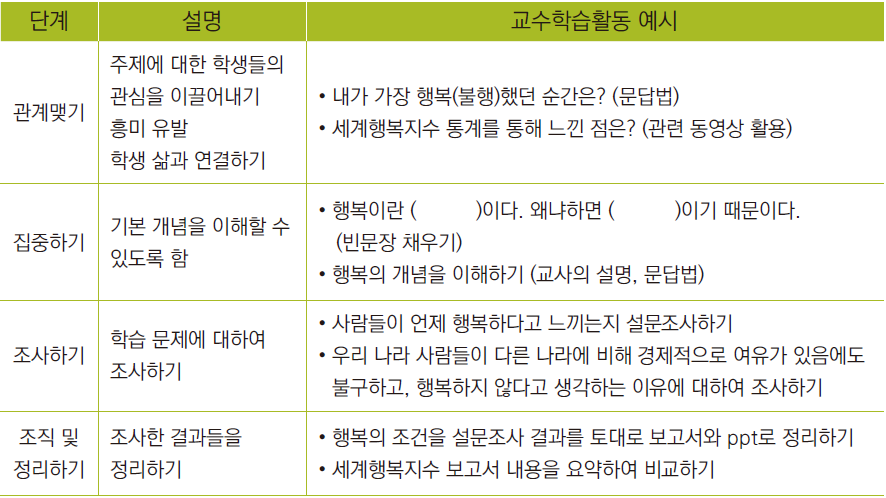 단계 설명 교수학습활동 예시
관계맺기
주제에 대한 학생들의
관심을 이끌어내기
흥미 유발
학생 삶과 연결하기
• 내가 가장 행복(불행)했던 순간은? (문답법)
• 세계행복지수 통계를 통해 느낀 점은? (관련 동영상 활용)
집중하기
기본 개념을 이해할 수
있도록 함
• 행복이란 ( )이다. 왜냐하면 ( )이기 때문이다.
(빈문장 채우기)
• 행복의 개념을 이해하기 (교사의 설명, 문답법)
조사하기
학습 문제에 대하여
조사하기
• 사람들이 언제 행복하다고 느끼는지 설문조사하기
• 우리 나라 사람들이 다른 나라에 비해 경제적으로 여유가 있음에도
불구하고, 행복하지 않다고 생각하는 이유에 대하여 조사하기
조직 및
정리하기
조사한 결과들을
정리하기
• 행복의 조건을 설문조사 결과를 토대로 보고서와 ppt로 정리하기
• 세계행복지수 보고서 내용을 요약하여 비교하기